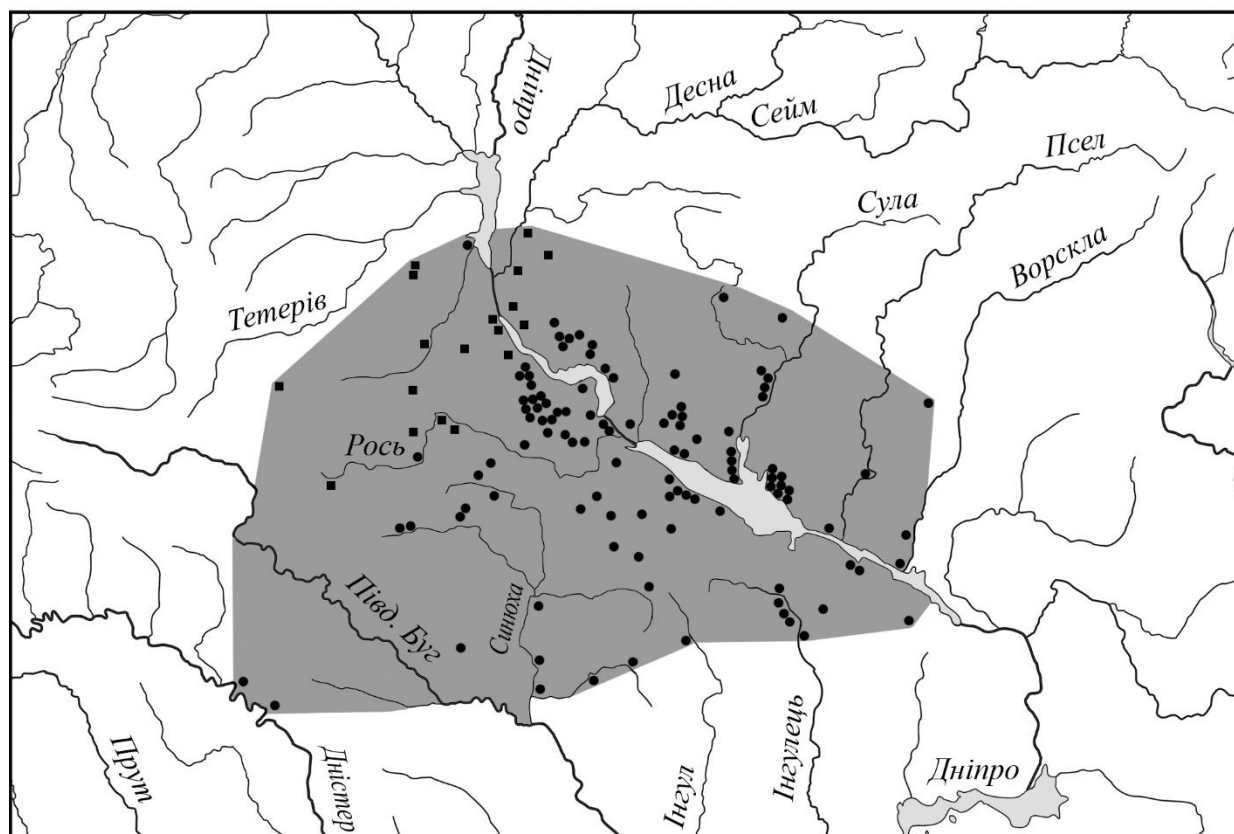 Дніпро
Десна
Сейм
Псел
Сула
Ворскла
Тетерів
Рось
Півд. Буг
Синюха
Прут
Дністер
Інгул
Інгулець
Дніпро